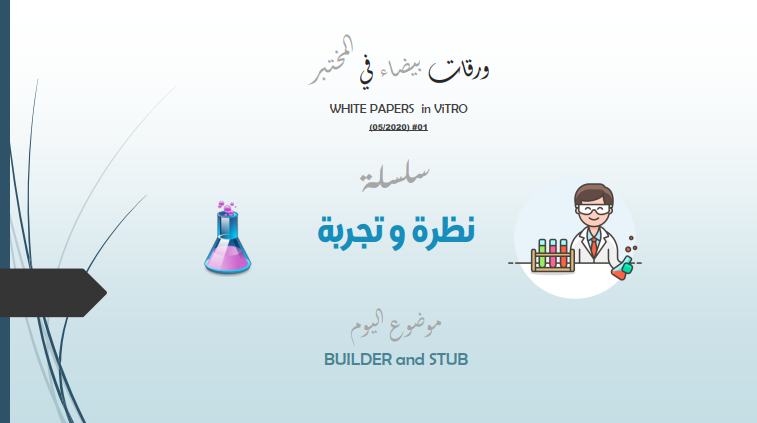 ورقات بيضاء في المختبر
WHITE PAPERS in ViTRO
(05/2020) #01
سلسلة
نظرة و تجربة
موضوع اليوم
BUILDER and STUB